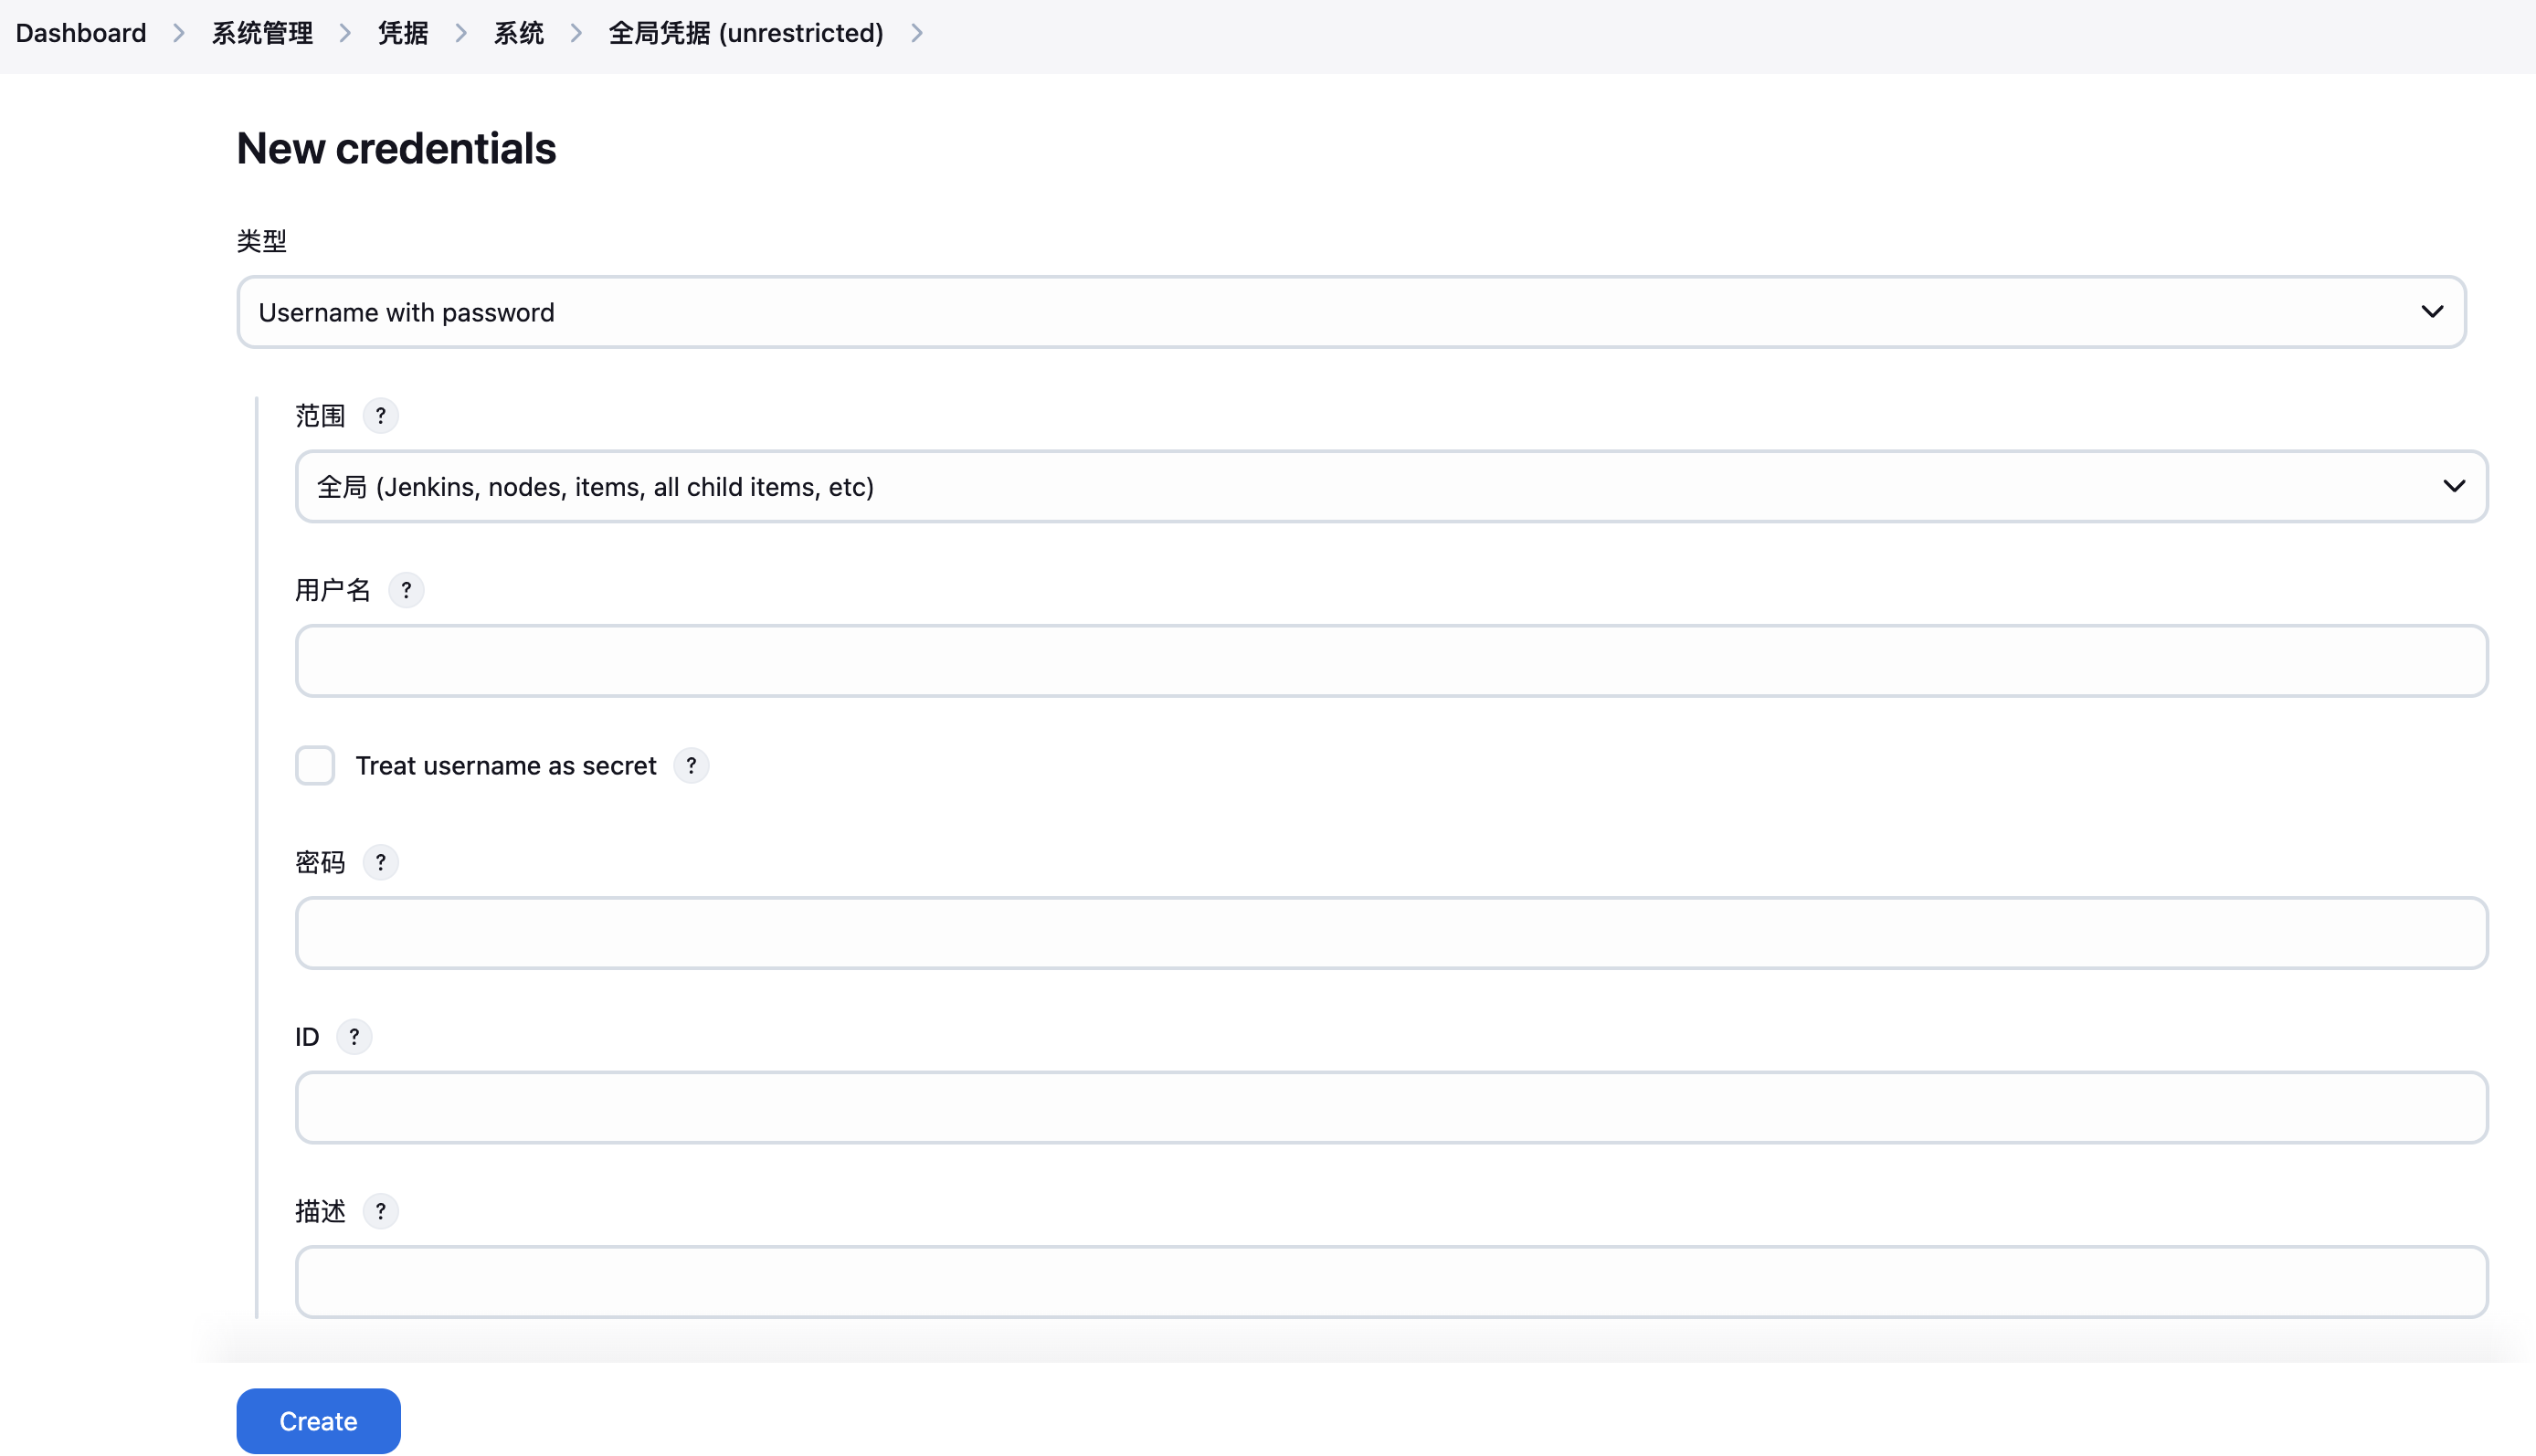 Dashboard > 系统管理 > 凭据 > 系统 > 全局凭据 (unrestricted) >
New credentials
类型
Username with password
范围 ?
全局 (Jenkins, nodes, items, all child items, etc)
用户名 ?
Treat username as secret ?
密码 ?
ID ?
描述 ?
Create